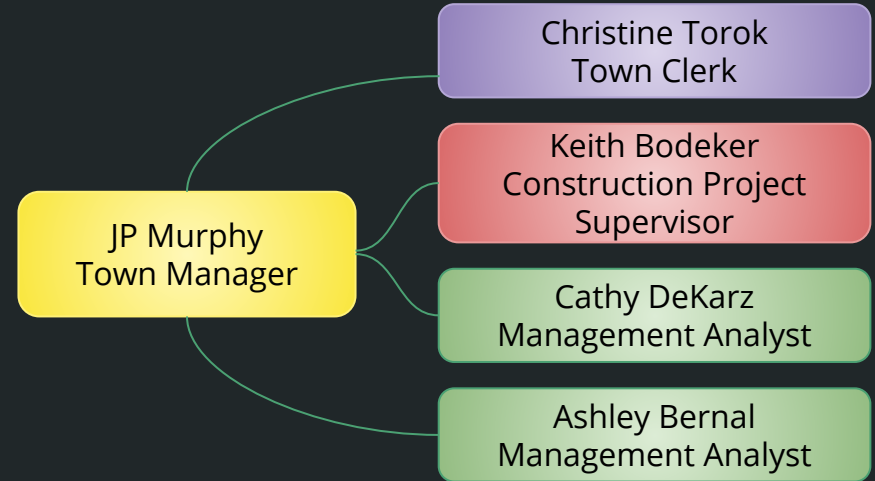 Christine Torok
Town Clerk
Keith Bodeker
Construction Project
Supervisor
JP Murphy
Town Manager
Cathy DeKarz
Management Analyst
Ashley Bernal
Management Analyst